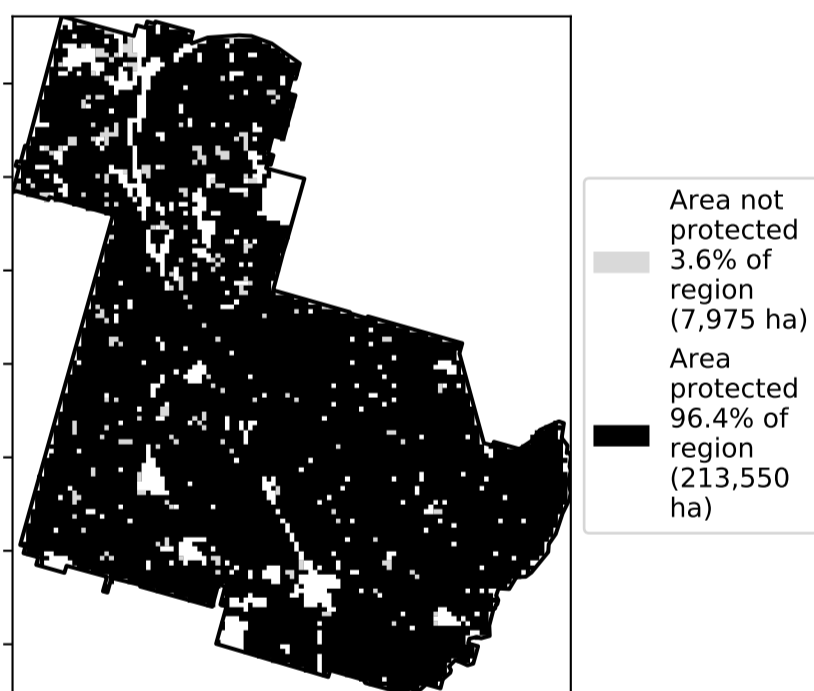 Area not
protected
3.6% of
region
(7,975 ha)
Area
protected
96.4% of
region
(213,550
ha)